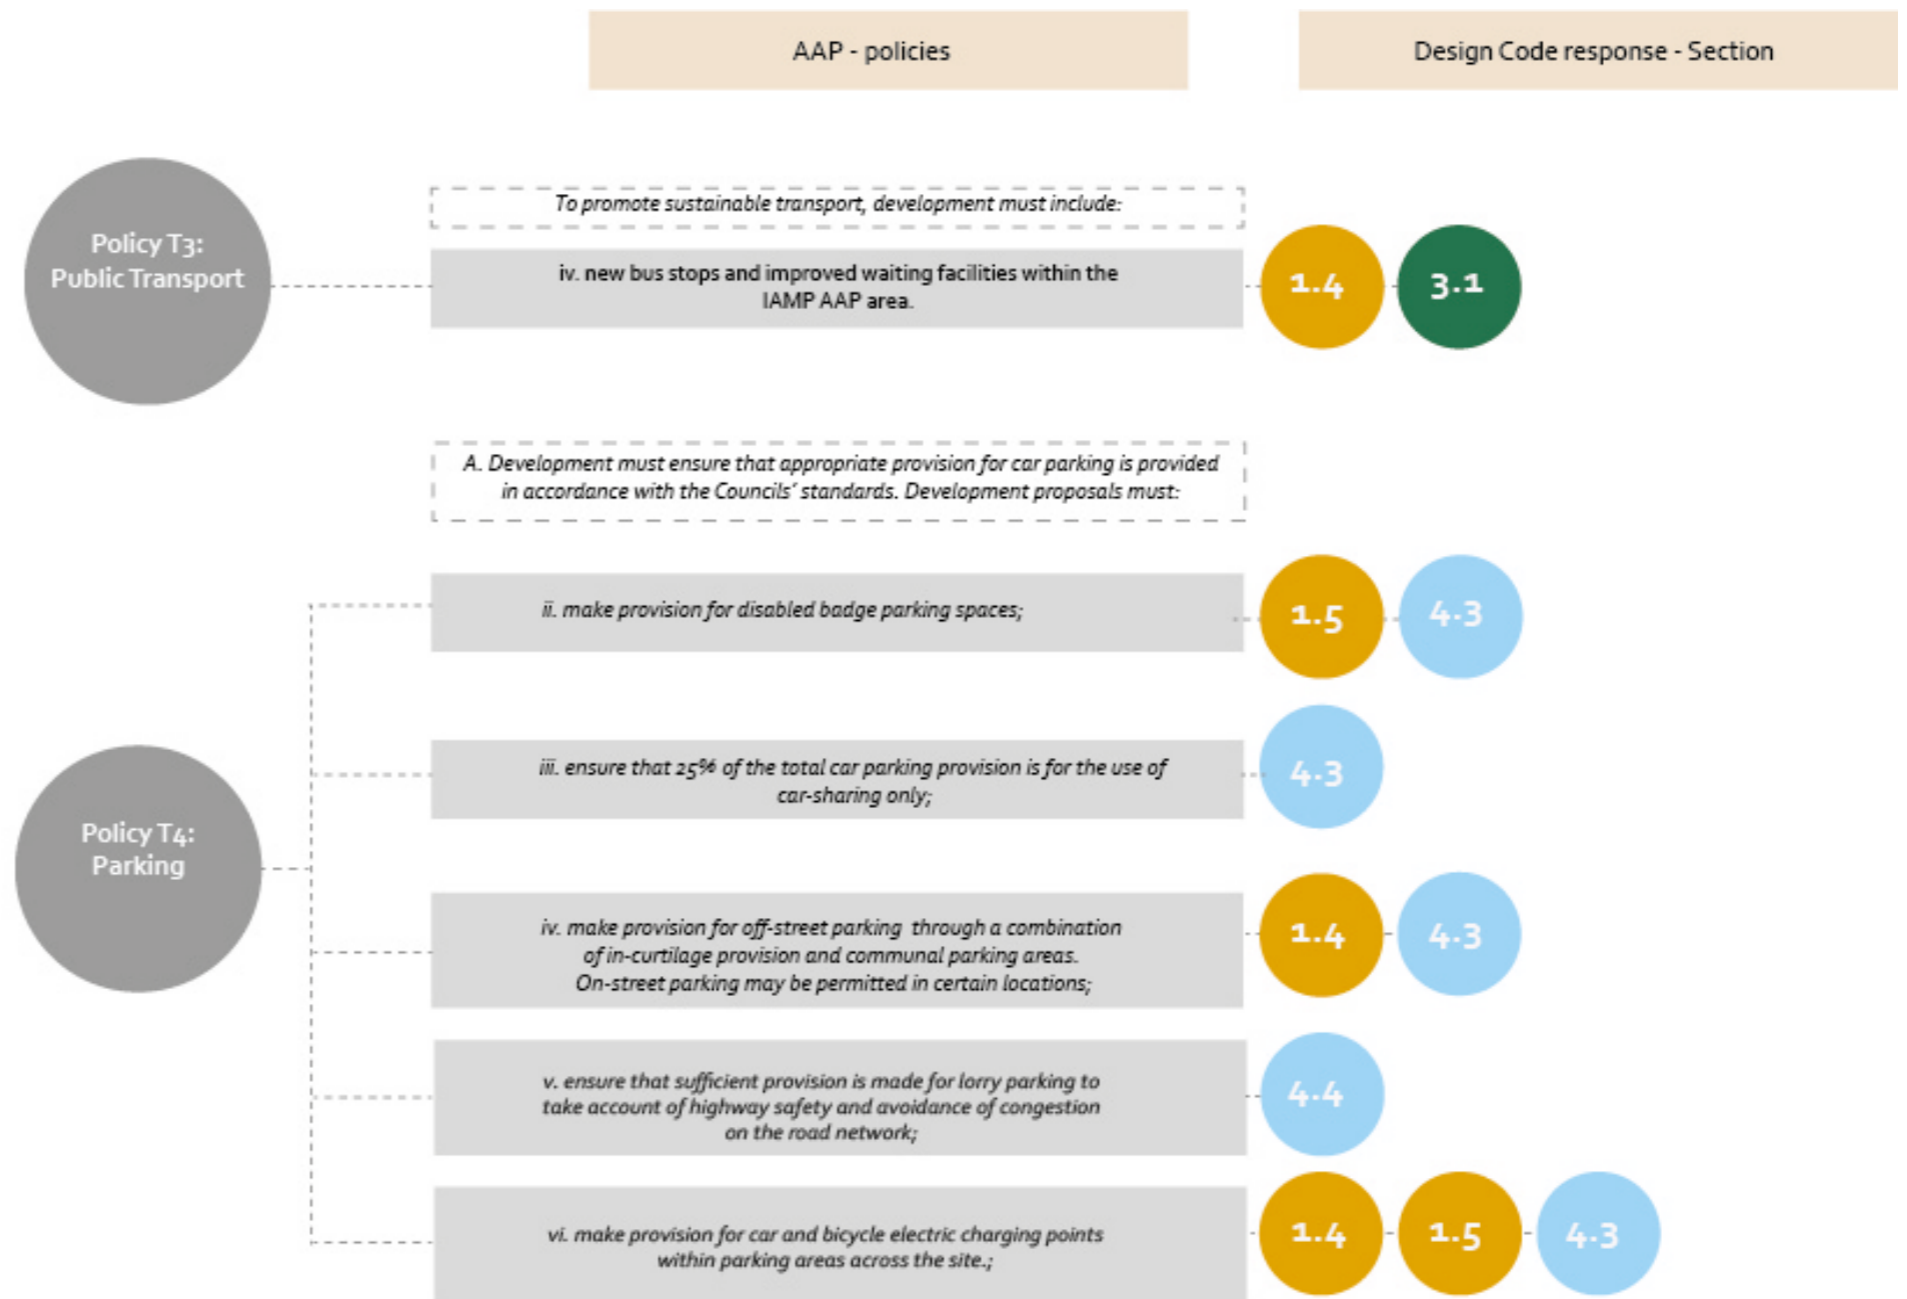 AAP - policies
Design Code response - Section
Policy T3:
Public Transport
To promote sustainable transport, development must include:
iv. new bus stops and improved waiting facilities within the
IAMP AAP area.
1.4
3.1
A. Development must ensure that appropriate provision for car parking is provided
in accordance with the Councils' standards. Development proposals must:
Policy T4:
Parking
ii. make provision for disabled badge parking spaces;
1.5
4.3
iii. ensure that 25% of the total car parking provision is for the use of
car-sharing only;
4.3
iv. make provision for off-street parking through a combination
of in-curtilage provision and communal parking areas.
On-street parking may be permitted in certain locations;
1.4
4.3
v. ensure that sufficient provision is made for lorry parking to
take account of highway safety and avoidance of congestion
on the road network;
4.4
vi. make provision for car and bicycle electric charging points
within parking areas across the site.;
1.4
1.5
4.3